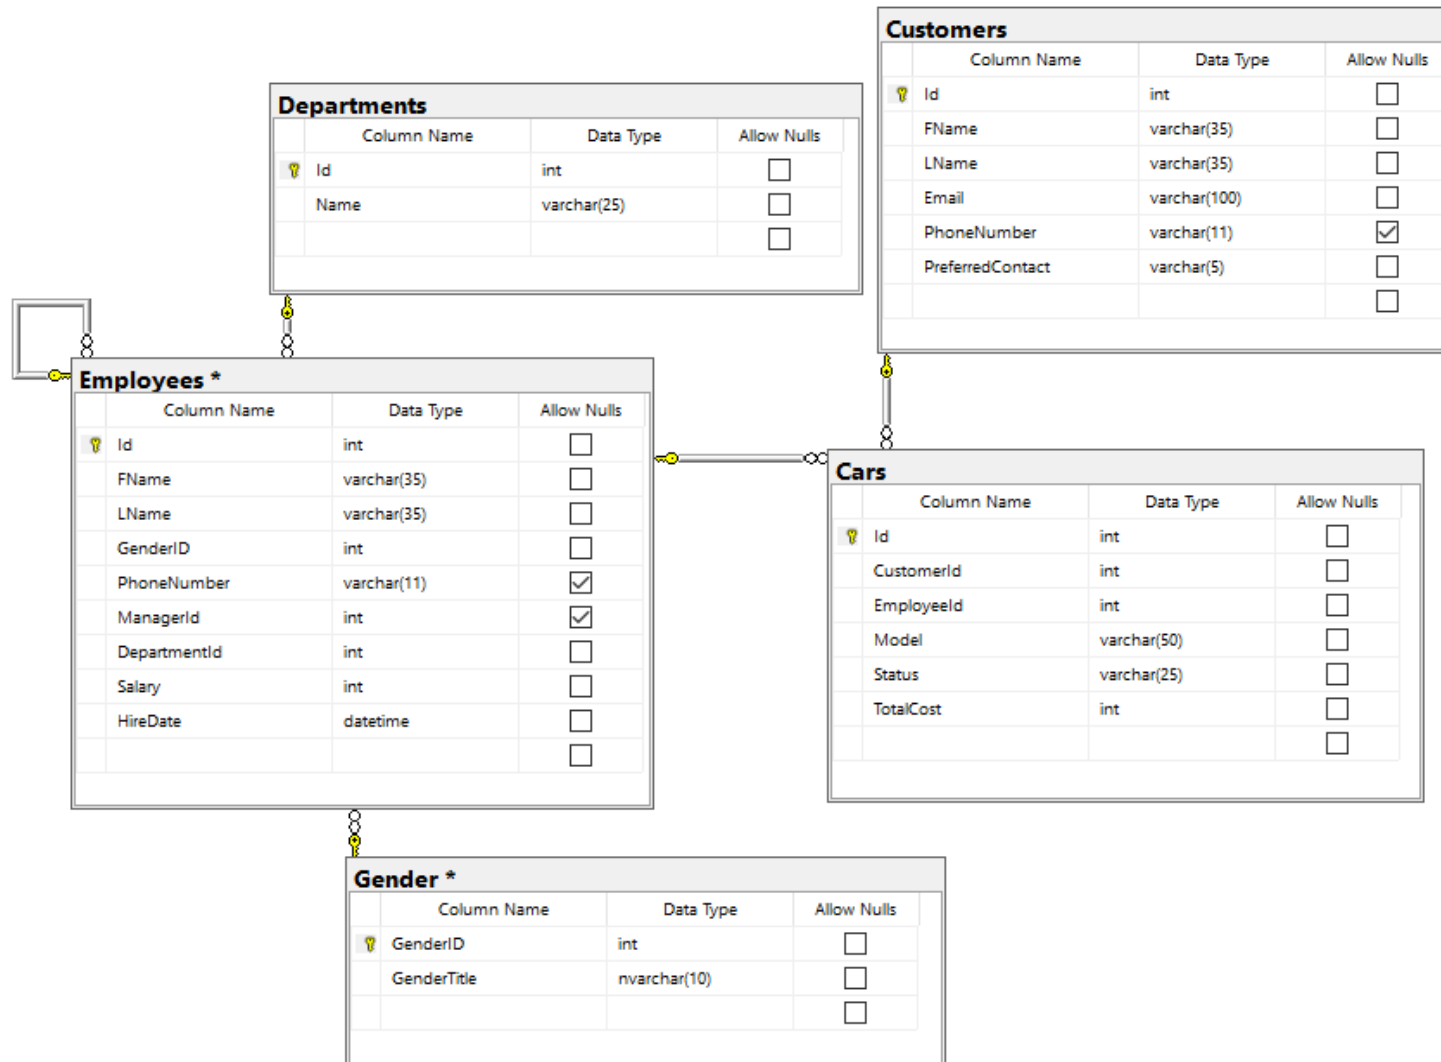 Customers
Column Name Data Type Allow Nulls
Id int
FName varchar(35)
LName varchar(35)
Email varchar(100)
PhoneNumber varchar(11)
PreferredContact varchar(5)
Departments
Column Name Data Type Allow Nulls
Id int
Name varchar(25)
Employees *
Column Name Data Type Allow Nulls
Id int
FName varchar(35)
LName varchar(35)
GenderID int
PhoneNumber varchar(11)
ManagerId int
DepartmentId int
Salary int
HireDate datetime
Cars
Column Name Data Type Allow Nulls
Id int
CustomerId int
EmployeeId int
Model varchar(50)
Status varchar(25)
TotalCost int
Gender *
Column Name Data Type Allow Nulls
GenderID int
GenderTitle nvarchar(10)